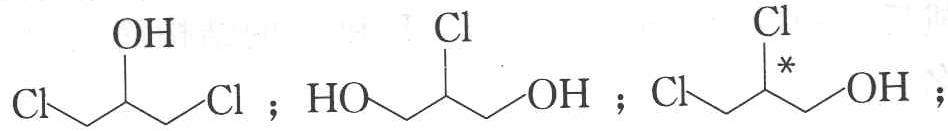 OH Cl Cl
Cl Cl ; HO OH ; Cl * OH ;